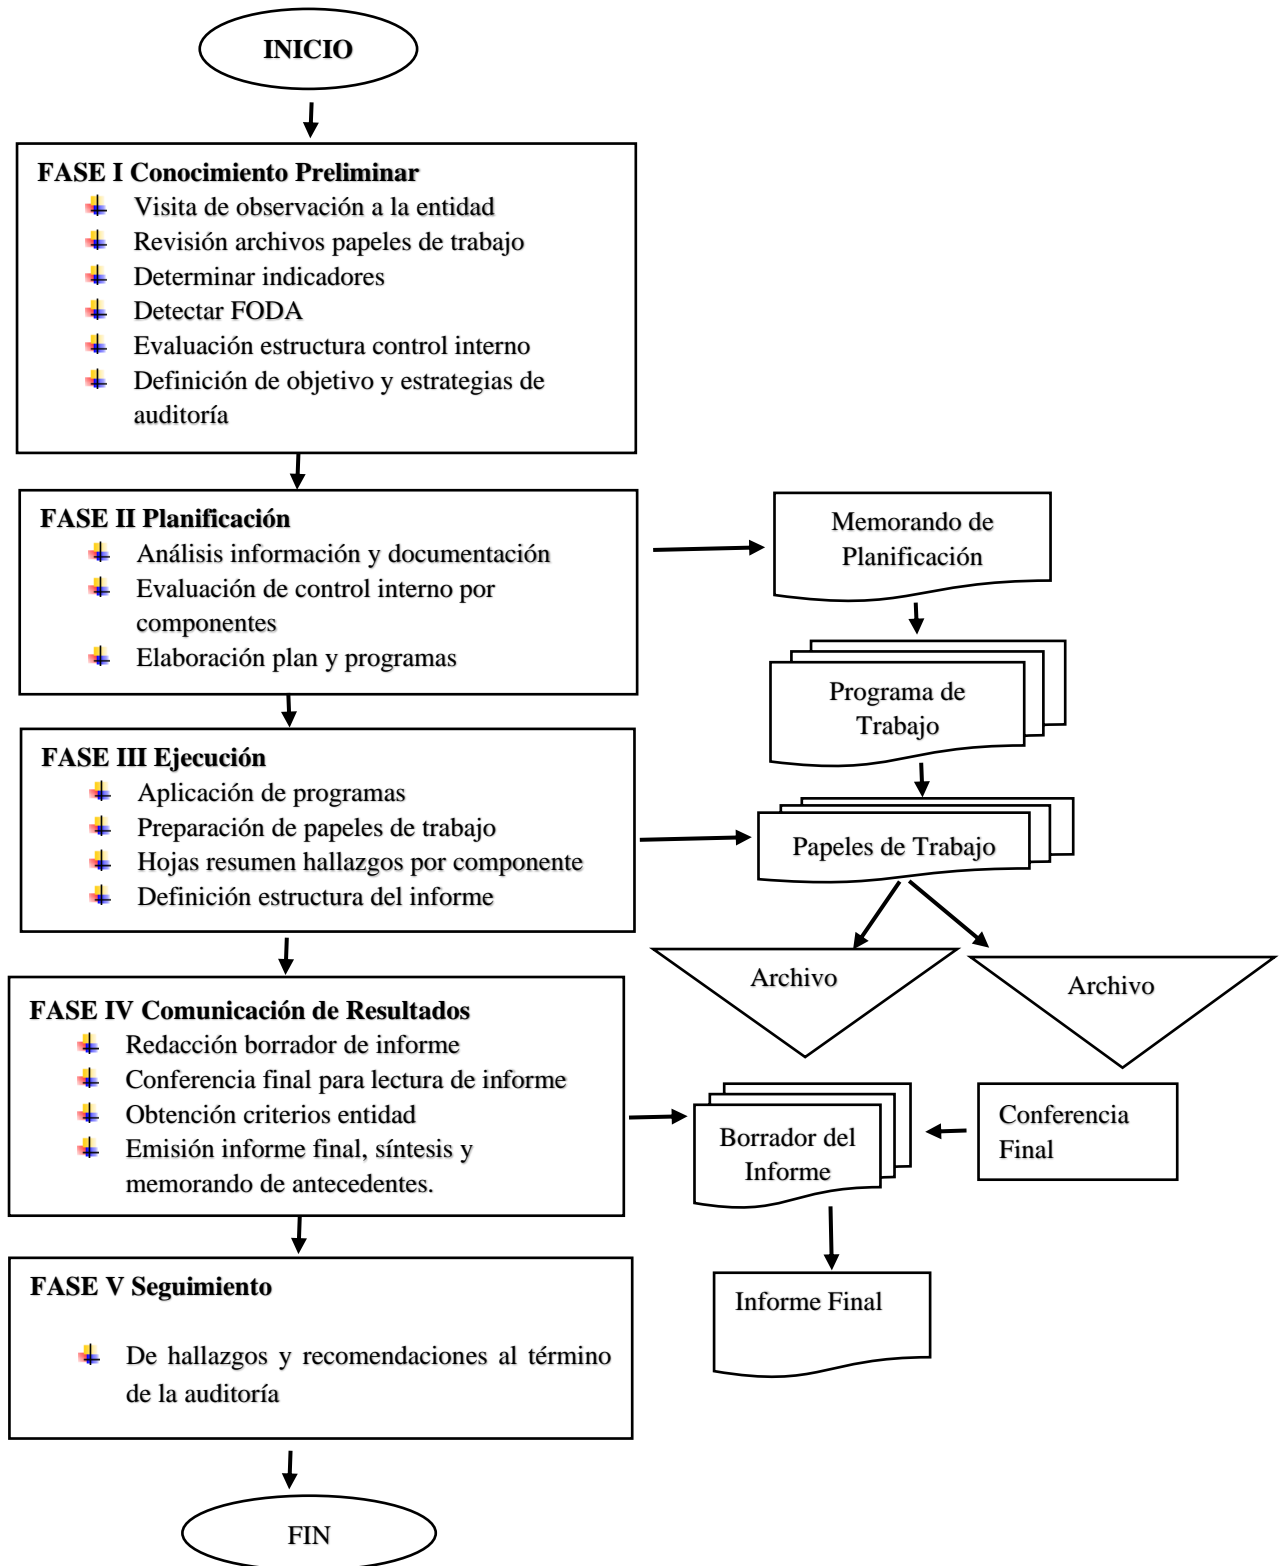 INICIO
FASE I Conocimiento Preliminar
Visita de observación a la entidad
Revisión archivos papeles de trabajo
Determinar indicadores
Detectar FODA
Evaluación estructura control interno
Definición de objetivo y estrategias de
auditoría
FASE II Planificación
Análisis información y documentación
Evaluación de control interno por
componentes
Elaboración plan y programas
Memorando de
Planificación
Programa de
Trabajo
FASE III Ejecución
Aplicación de programas
Preparación de papeles de trabajo
Hojas resumen hallazgos por componente
Definición estructura del informe
Papeles de Trabajo
Archivo
Archivo
FASE IV Comunicación de Resultados
Redacción borrador de informe
Conferencia final para lectura de informe
Obtención criterios entidad
Emisión informe final, síntesis y
memorando de antecedentes.
Borrador del
Informe
Conferencia
Final
FASE V Seguimiento
De hallazgos y recomendaciones al término
de la auditoría
Informe Final
FIN